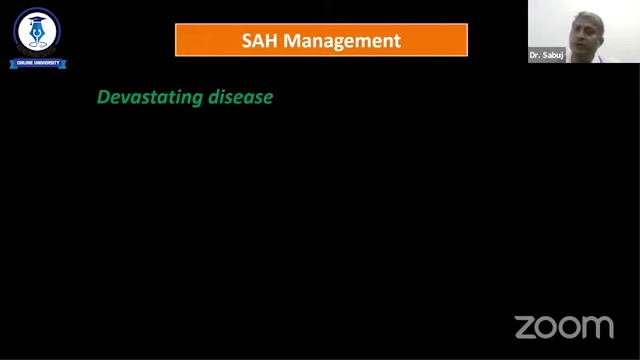 SAH Management
Dr. Sabuj
Devastating disease
ONLINE UNIVERSITY
zoom